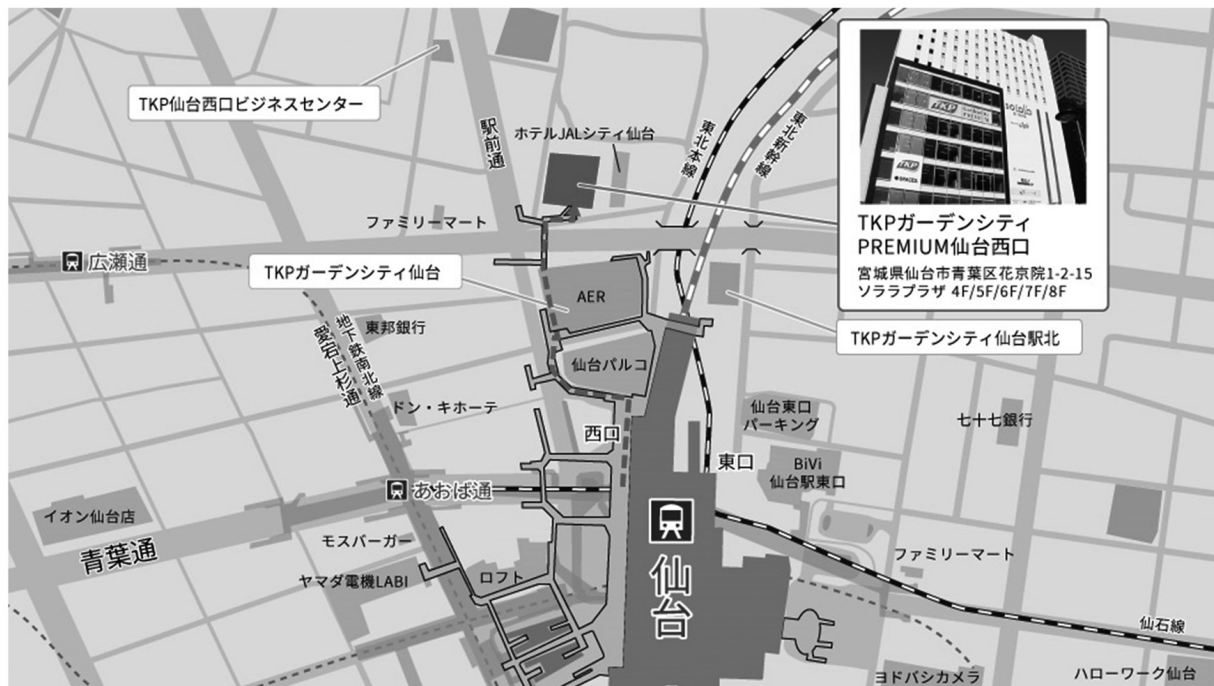 TKP仙台西口ビジネスセンター
駅前通
ホテルJALシティ仙台
東北本線
東北新幹線
TKP
TKP
TKPガーデンシティ
PREMIUM仙台西口
宮城県仙台市青葉区花京院1-2-15
ソララプラザ 4F/5F/6F/7F/8F
ファミリーマート
広瀬通
TKPガーデンシティ仙台
AER
TKPガーデンシティ仙台駅北
地下鉄南北線
愛宕上杉通
東邦銀行
仙台パルコ
ドン・キホーテ
西口
仙台東口
パーキング
七十七銀行
東口
BiVi
仙台駅東口
あおば通
イオン仙台店
青葉通
モスバーガー
ヤマダ電機LABI
ロフト
仙台
ファミリーマート
仙石線
ヨドバシカメラ
ハローワーク仙台